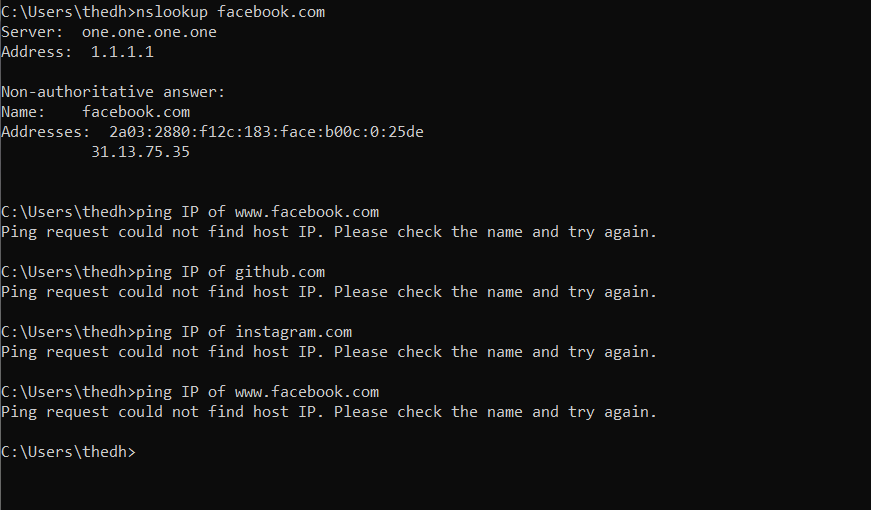 C:\Users\thedh>nslookup facebook.com
Server:  one.one.one.one
Address:  1.1.1.1
Non-authoritative answer:
Name:    facebook.com
Addresses:  2a03:2880:f12c:183:face:b00c:0:25de
31.13.75.35
C:\Users\thedh>ping IP of www.facebook.com
Ping request could not find host IP. Please check the name and try again.
C:\Users\thedh>ping IP of github.com
Ping request could not find host IP. Please check the name and try again.
C:\Users\thedh>ping IP of instagram.com
Ping request could not find host IP. Please check the name and try again.
C:\Users\thedh>ping IP of www.facebook.com
Ping request could not find host IP. Please check the name and try again.
C:\Users\thedh>